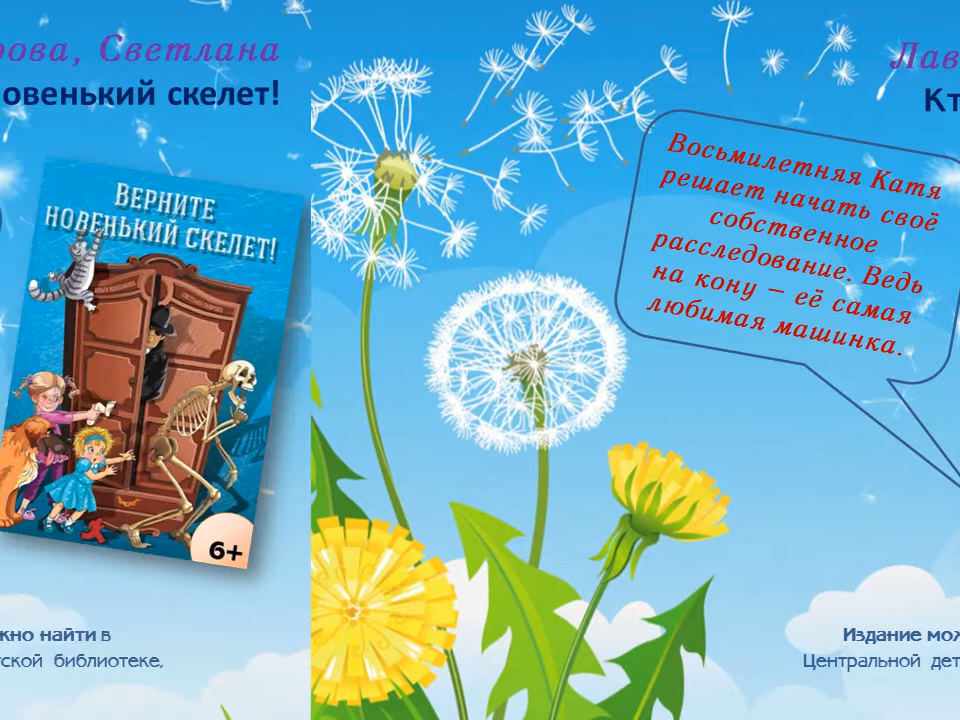 рова, Светлана
овенький скелет!
ВЕРНИТЕ
НОВЕНЬКИЙ СКЕЛЕТ!
6+
жно найти в
ской библиотеке,
Лав
Кт
Восьмилетняя Катя
решает начать своё
собственное
расследование. Ведь
на кону – её самая
любимая машинка.
Издание мож
Центральной дет